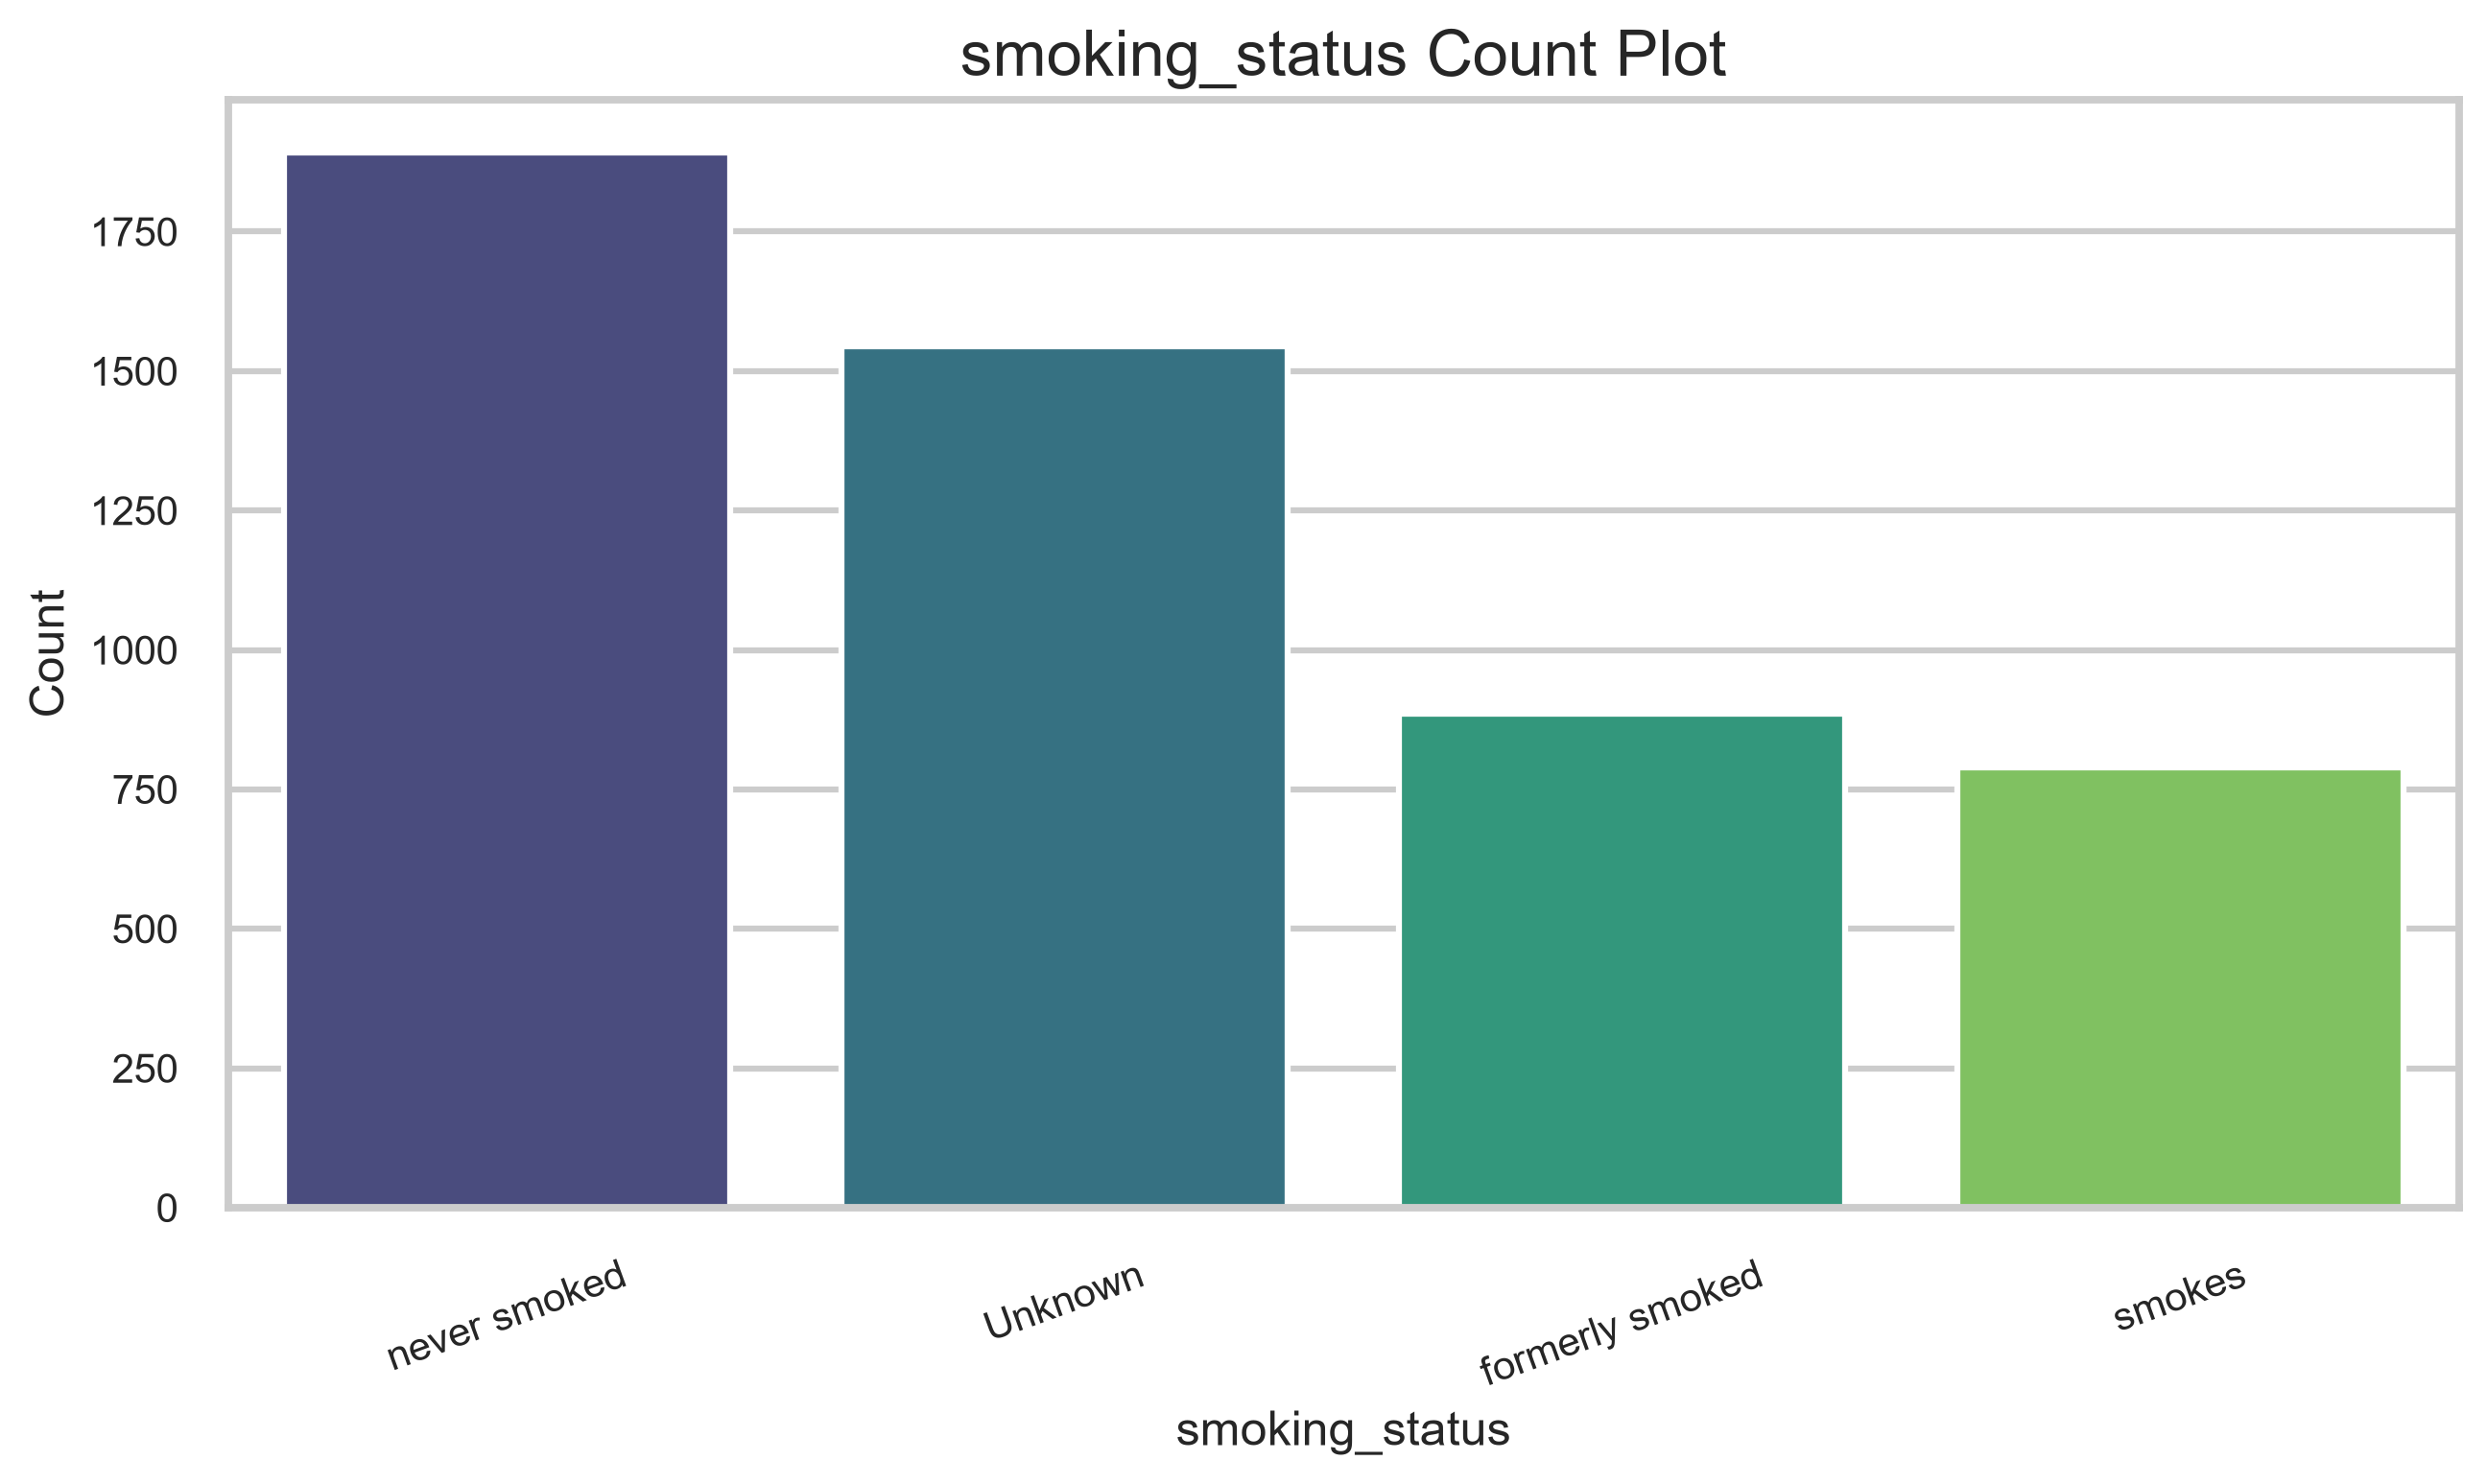 smoking_status Count Plot
Count
1750
1500
1250
1000
750
500
250
0
never smoked
Unknown
formerly smoked
smokes
smoking_status